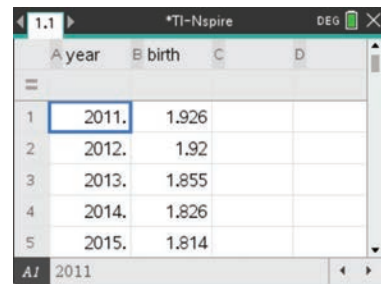 1.1 *TI-Nspire DEG
A year B birth C D
=
1 2011. 1.926
2 2012. 1.92
3 2013. 1.855
4 2014. 1.826
5 2015. 1.814
A1 2011